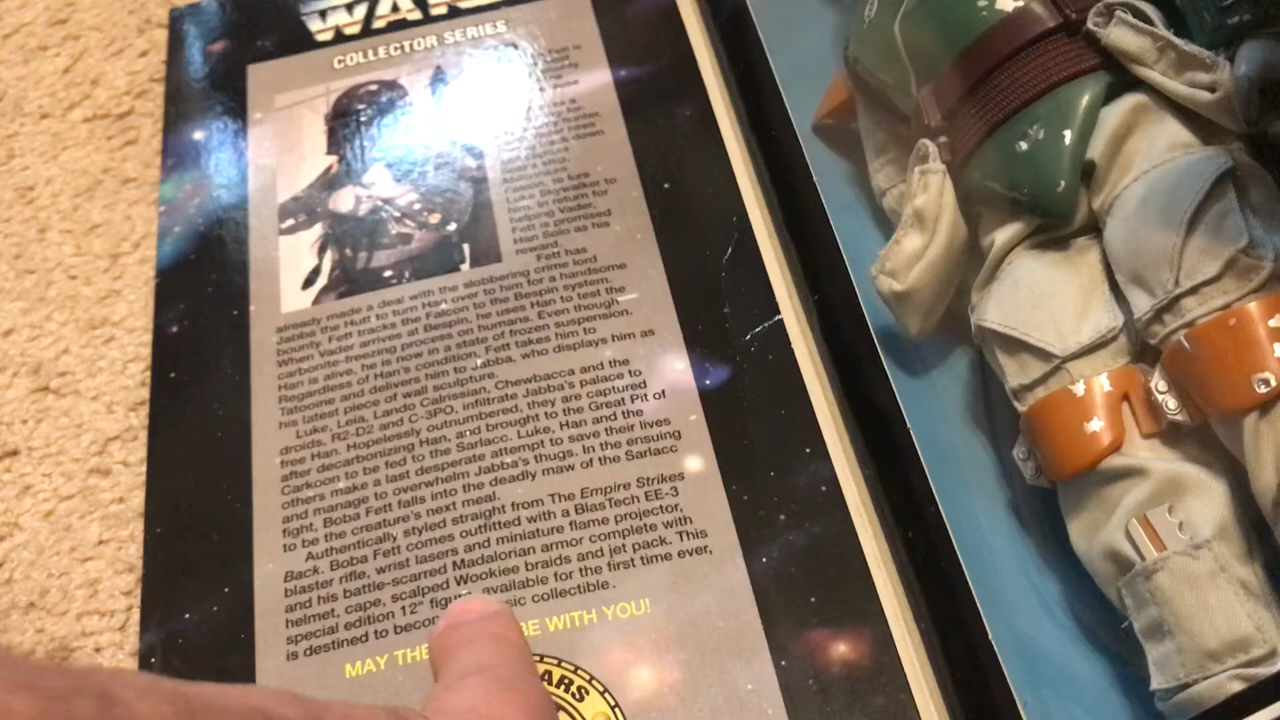 WAR
COLLECTOR SERIES
Fett is
hunter,
down
Luke Skywalker to
him. In return for
helping Vader,
Fett is promised
Han Solo as his
reward.
Fett has
already made a deal with the slobbering crime lord
Jabba the Hutt to turn Han over to him for a handsome
bounty. Fett tracks the Falcon to the Bespin system.
When Vader arrives at Bespin, he uses Han to test the
carbonite-freezing process on humans. Even though
Han is alive, he is now in a state of frozen suspension.
Regardless of Han's condition, Fett takes him to
Tatooine and delivers him to Jabba, who displays him as
his latest piece of wall sculpture.
Luke, Leia, Lando Calrissian, Chewbacca and the
droids, R2-D2 and C-3PO, infiltrate Jabba's palace to
free Han. Hopelessly outnumbered, they are captured
after decarbonizing Han, and brought to the Great Pit of
Carkoon to be fed to the Sarlacc. Luke, Han and the
others make a last desperate attempt to save their lives
and manage to overwhelm Jabba's thugs. In the ensuing
fight, Boba Fett falls into the deadly maw of the Sarlacc
to be the creature's next meal.
Authentically styled straight from The Empire Strikes
Back. Boba Fett comes outfitted with a BlasTech EE-3
blaster rifle, wrist lasers and miniature flame projector,
and his battle-scarred Madalorian armor complete with
helmet, cape, scalped Wookiee braids and jet pack. This
special edition 12" figure available for the first time ever,
is destined to becom sic collectible.
MAY THE BE WITH YOU!
ARS